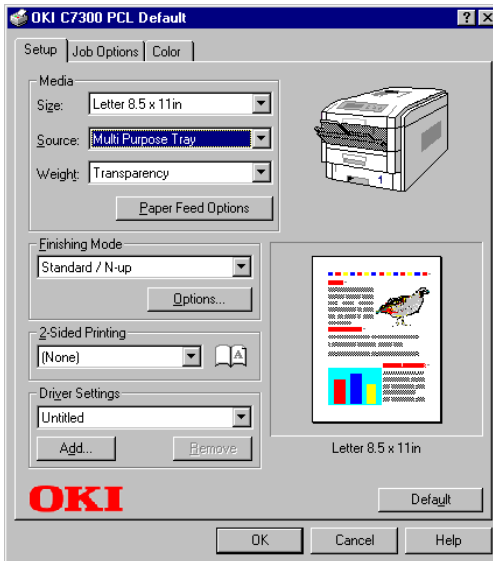 OKI C7300 PCL Default
Setup Job Options Color
Media
Size: Letter 8.5 x 11in
Source: Multi Purpose Tray
Weight: Transparency
Paper Feed Options
1
Finishing Mode
Standard / N-up
Options...
2-Sided Printing
(None)
A
Driver Settings
Untitled
Add... Remove
Letter 8.5 x 11in
OKI
Default
OK Cancel Help